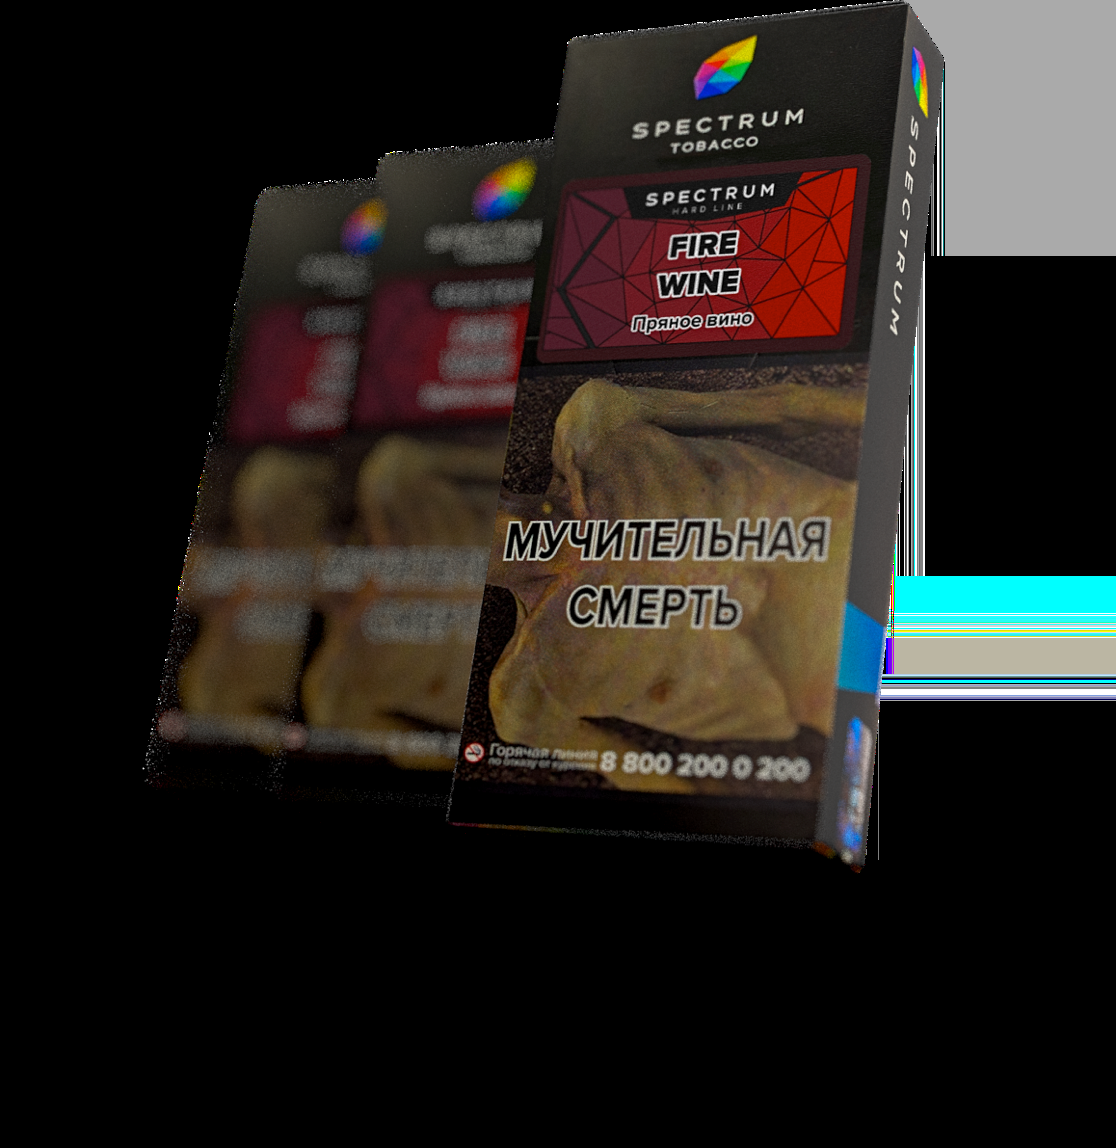 SPECTRUM
TOBACCO
SPECTRUM
HARD LINE
FIRE
WINE
Пряное вино
МУЧИТЕЛЬНАЯ
СМЕРТЬ
Горячая линия
по отказу от курения
8 800 200 0 200
SPECTRUM